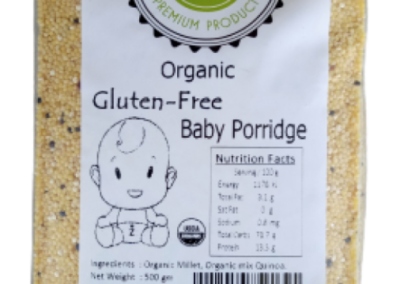 PREMIUM PRODUCT
Organic
Gluten-Free
Baby Porridge
Nutrition Facts
Serving : 100 g
Energy
Total Fat
Sat Fat
Sodium
Total Carbs
Protein
USDA
Ingredients : Organic Millet, Organic mix Quinoa.
Net Weight : 500 gm